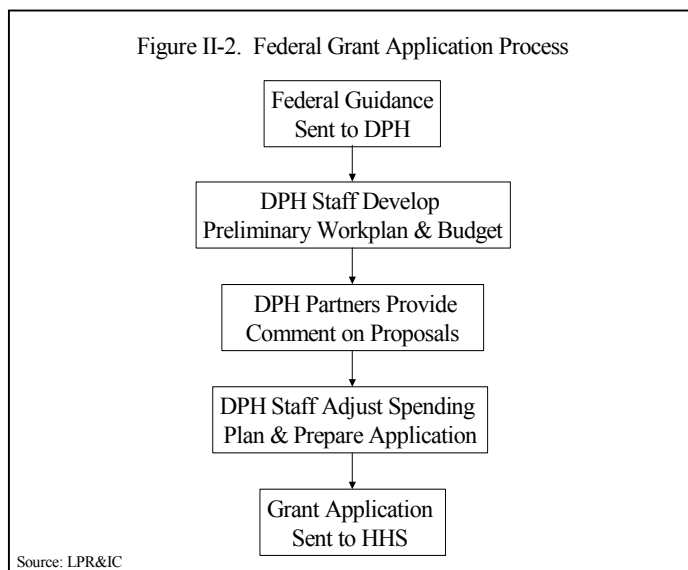 Figure II-2. Federal Grant Application Process
Federal Guidance
Sent to DPH
DPH Staff Develop
Preliminary Workplan & Budget
DPH Partners Provide
Comment on Proposals
DPH Staff Adjust Spending
Plan & Prepare Application
Grant Application
Sent to HHS
Source: LPR&IC